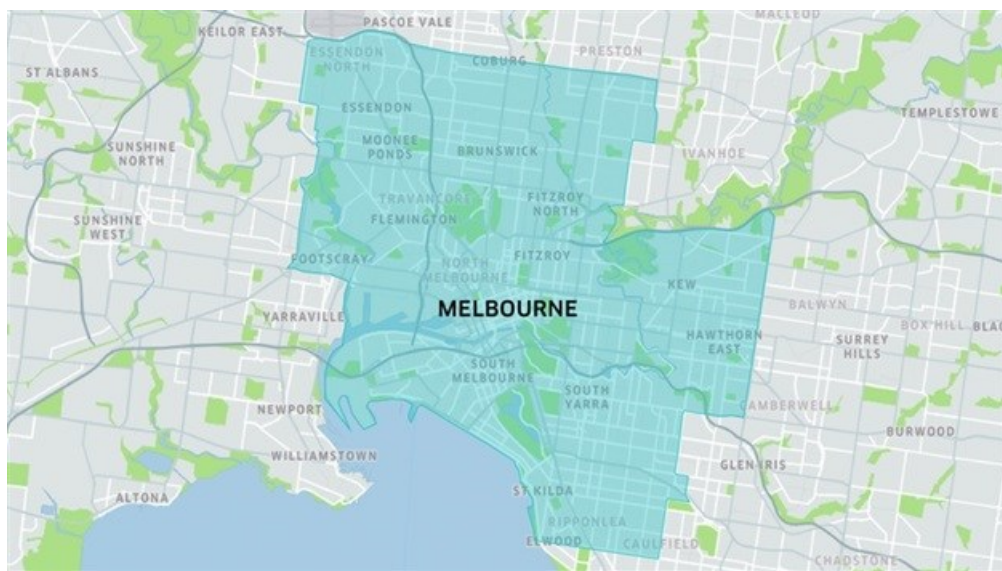 PASCOE VALE
MACLEOD
KEILOR EAST
ESSENDON
NORTH
COBURG
PRESTON
ST ALBANS
ESSENDON
TEMPLESTOWE
SUNSHINE
NORTH
MOONEE
PONDS
BRUNSWICK
IVANHOE
TRAVANCORE
FITZROY
NORTH
SUNSHINE
WEST
FLEMINGTON
FOOTSCRAY
NORTH
MELBOURNE
FITZROY
KEW
MELBOURNE
YARRAVILLE
BALWYN
BOX HILL
BLAC
HAWTHORN
EAST
SURREY
HILLS
SOUTH
MELBOURNE
SOUTH
YARRA
NEWPORT
CAMBERWELL
BURWOOD
WILLIAMSTOWN
GLEN IRIS
ALTONA
ST KILDA
RIPPONLEA
ELWOOD
CAULFIELD
CHADSTONE